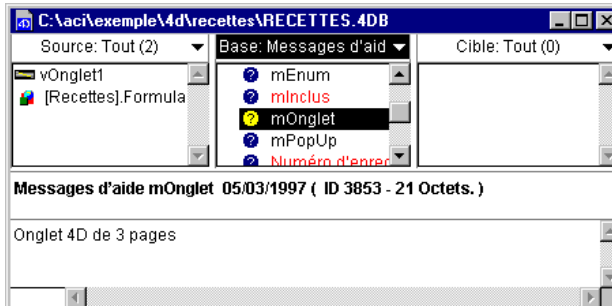 C:\aci\exemple\4d\recettes\RECETTES.4DB
Source: Tout (2)
Base: Messages d'aid
Cible: Tout (0)
vOnglet1
[Recettes].Formula
mEnum
mInclus
mOnglet
mPopUp
Numéro d'enreg
Messages d'aide mOnglet 05/03/1997 ( ID 3853 - 21 Octets. )
Onglet 4D de 3 pages